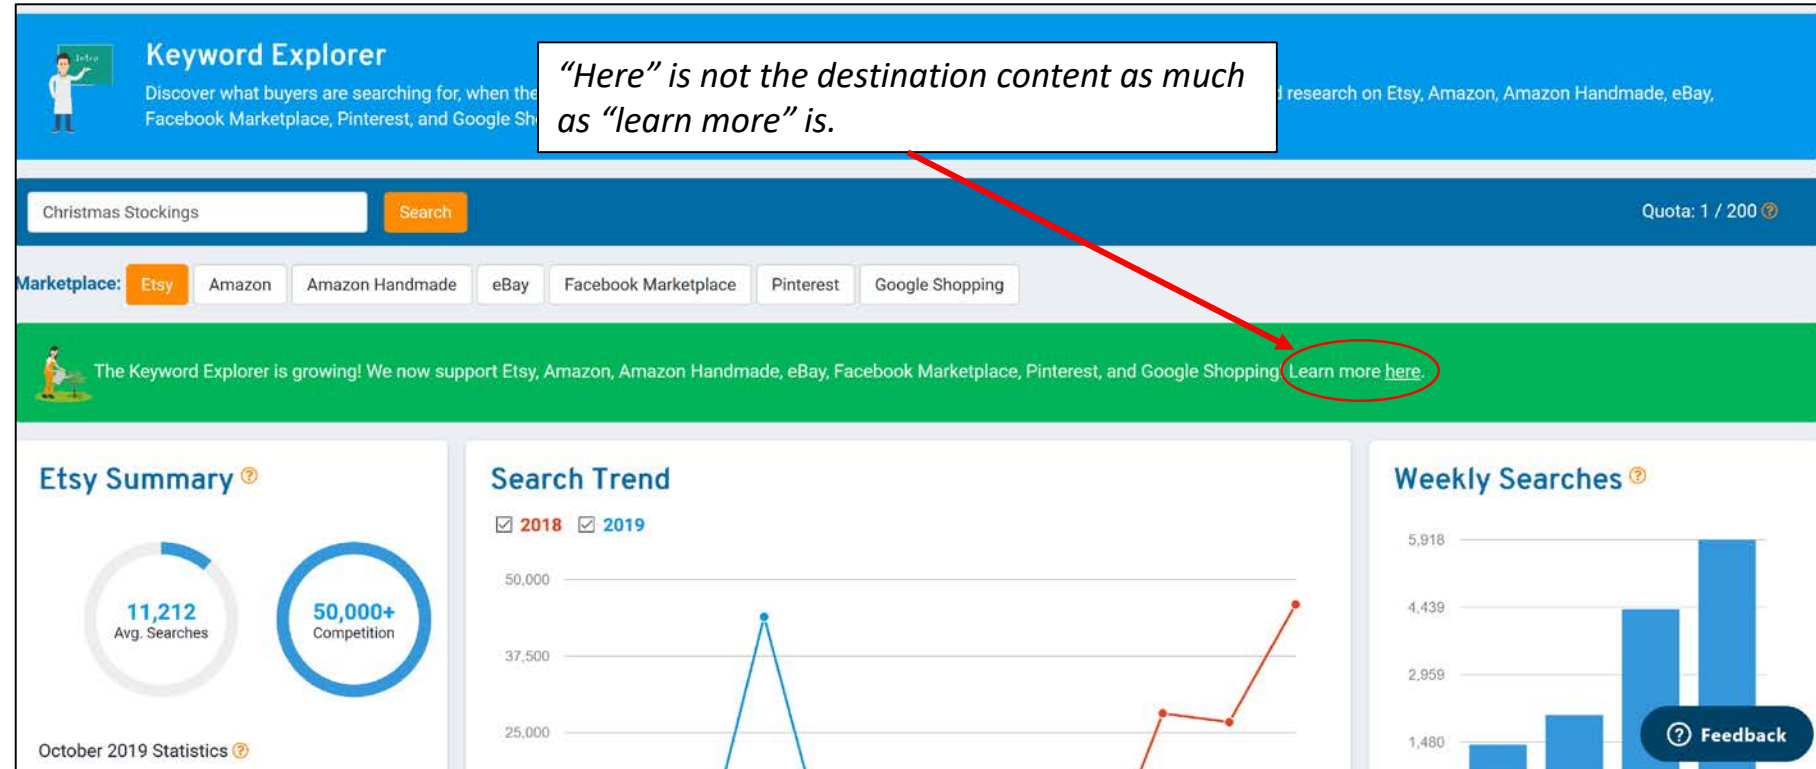 Intro
Keyword Explorer
Discover what buyers are searching for, when the
research on Etsy, Amazon, Amazon Handmade, eBay,
Facebook Marketplace, Pinterest, and Google Sh
“Here” is not the destination content as much
as “learn more” is.
Christmas Stockings
Search
Quota: 1 / 200 ?
Marketplace: Etsy Amazon Amazon Handmade eBay Facebook Marketplace Pinterest Google Shopping
The Keyword Explorer is growing! We now support Etsy, Amazon, Amazon Handmade, eBay, Facebook Marketplace, Pinterest, and Google Shopping. Learn more here.
Etsy Summary ?
11,212
Avg. Searches
50,000+
Competition
October 2019 Statistics ?
Search Trend
2018 2019
50,000
37,500
25,000
Weekly Searches ?
5,918
4,439
2,959
1,480
? Feedback